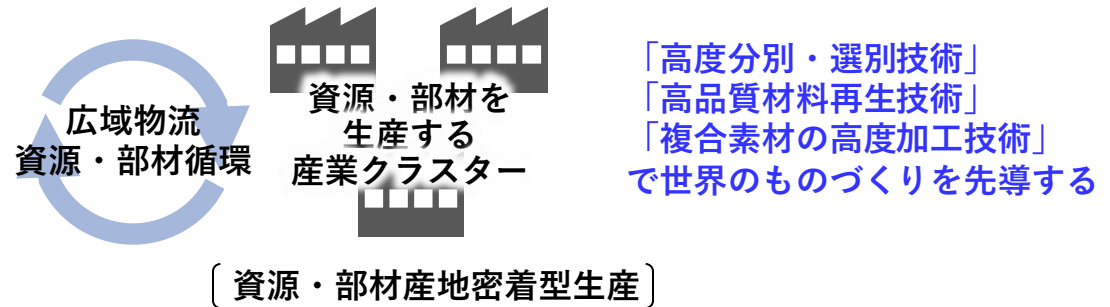 広域物流
資源・部材循環
資源・部材を
生産する
産業クラスター
「高度分別・選別技術」
「高品質材料再生技術」
「複合素材の高度加工技術」
で世界のものづくりを先導する
〔資源・部材産地密着型生産〕